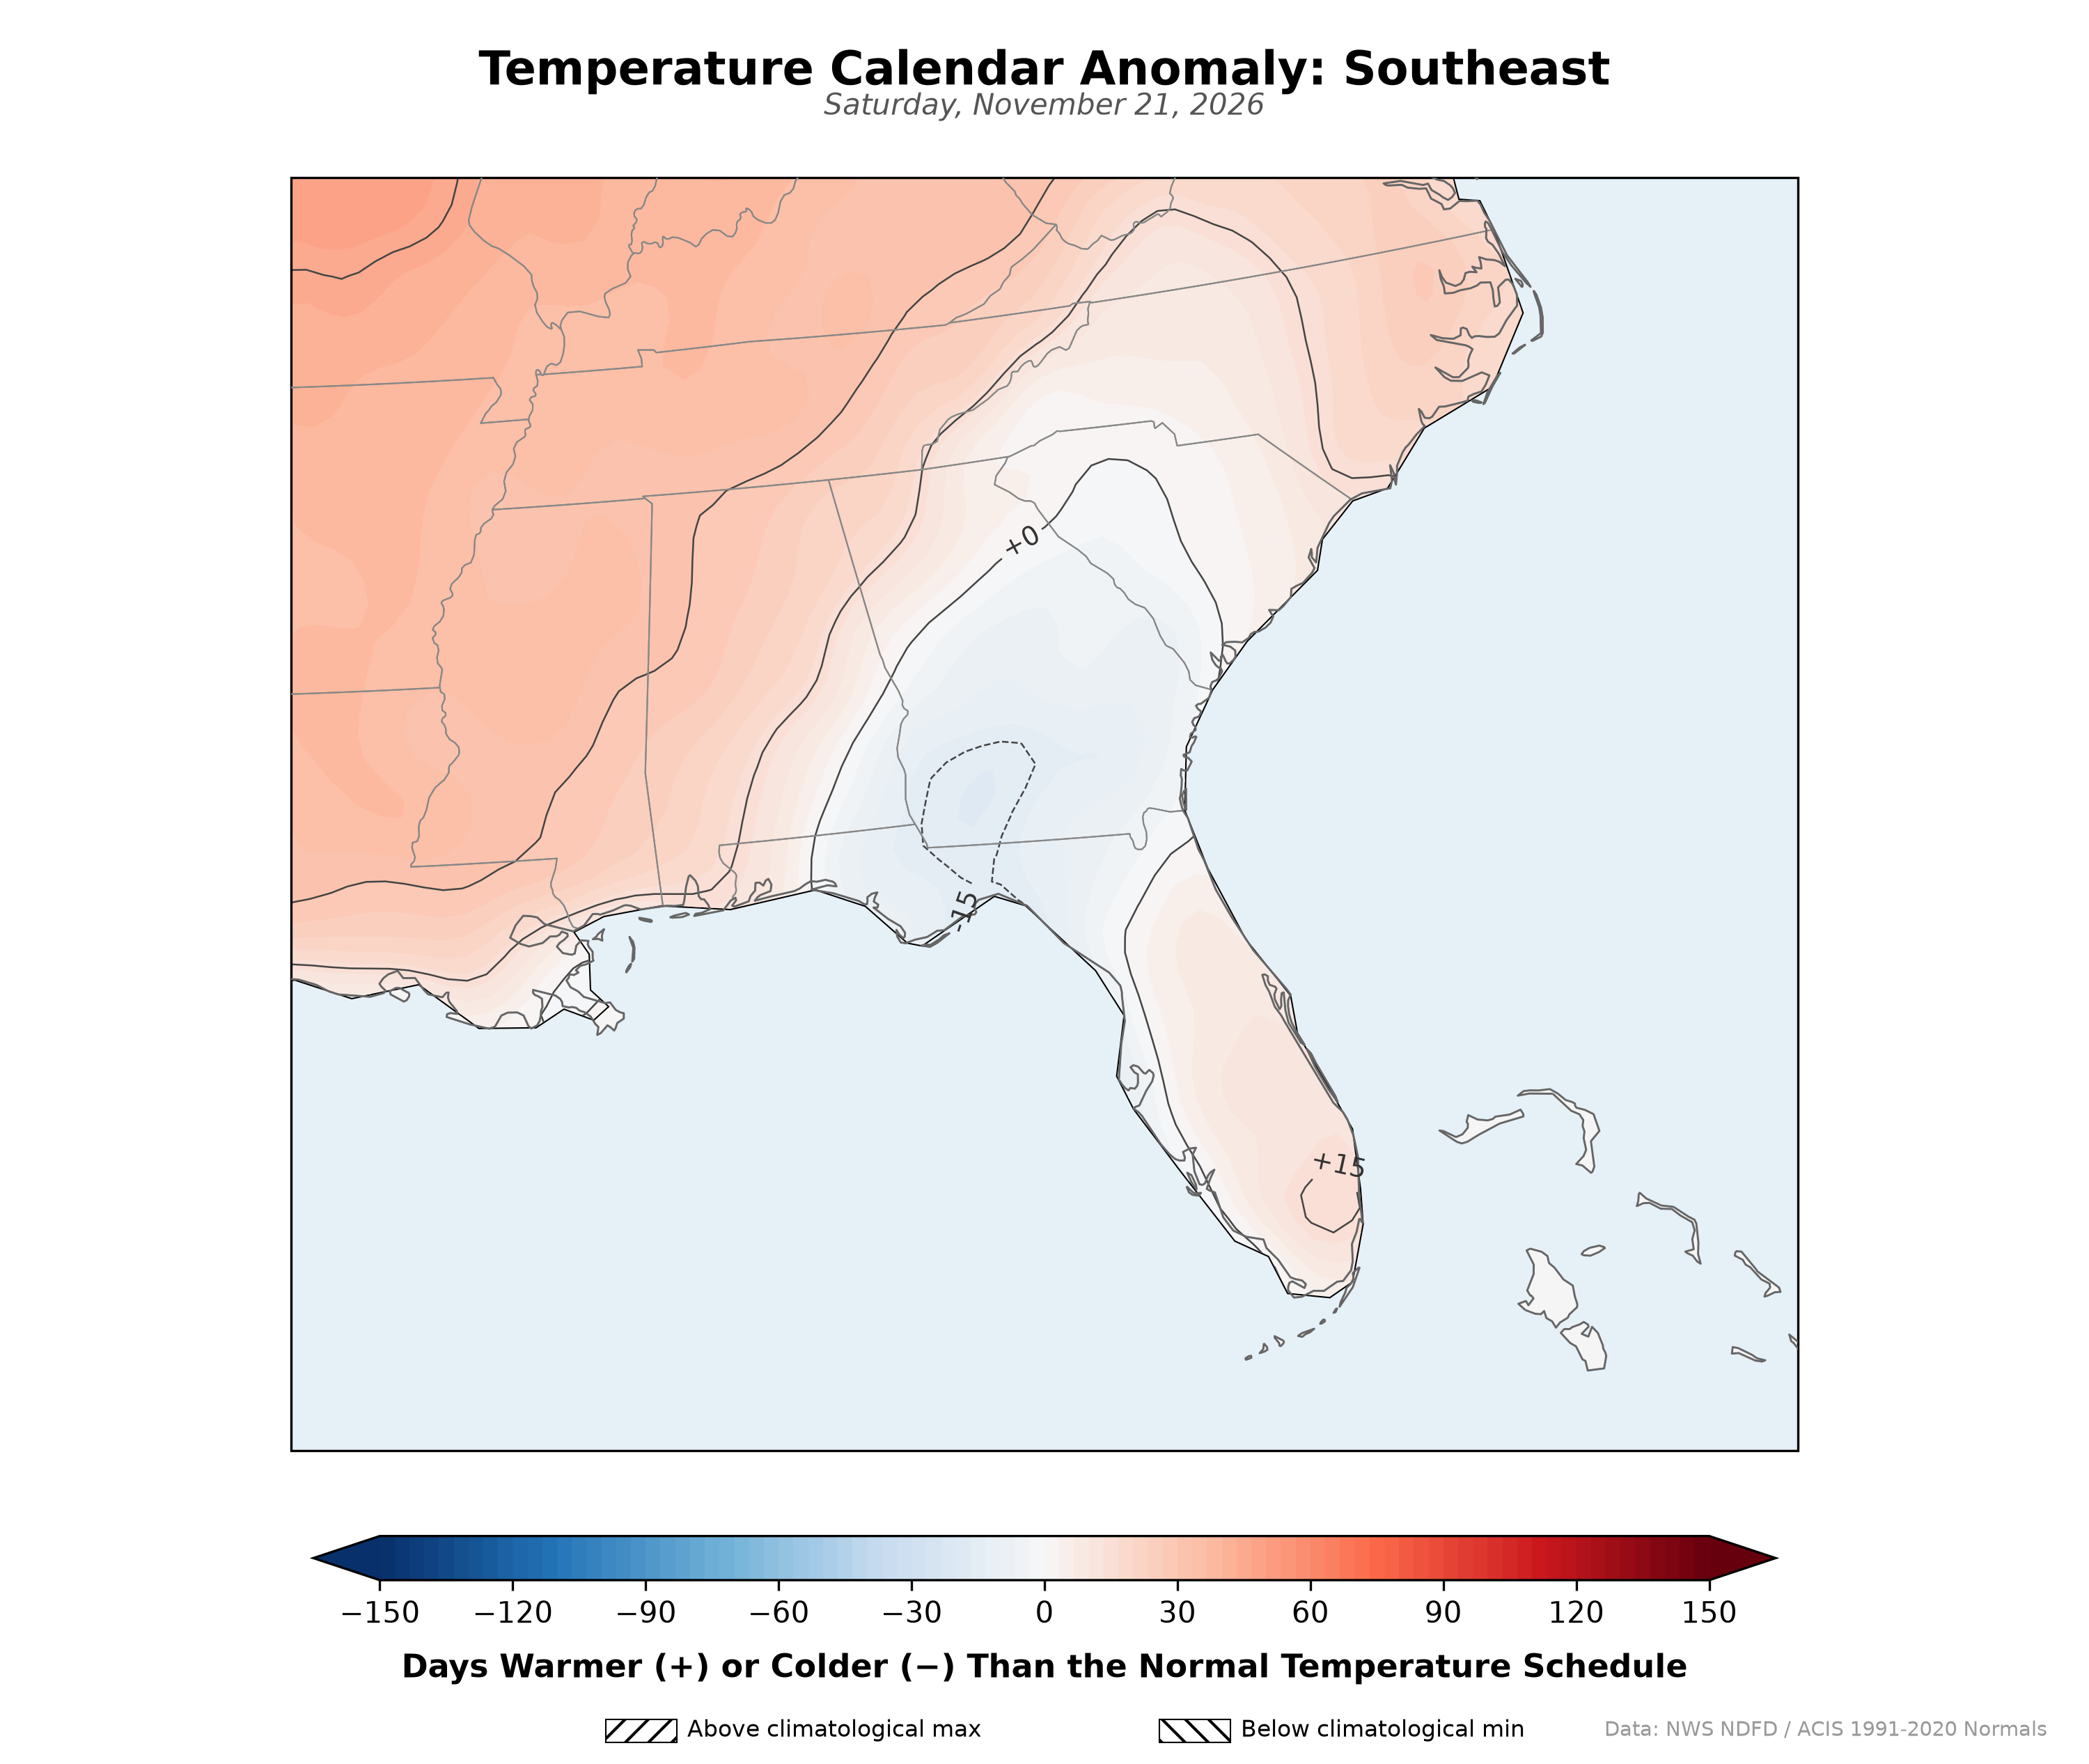 Temperature Calendar Anomaly: Southeast
Saturday, November 21, 2026
+0
-15
+15
−150 −120 −90 −60 −30 0 30 60 90 120 150
Days Warmer (+) or Colder (−) Than the Normal Temperature Schedule
Above climatological max Below climatological min Data: NWS NDFD / ACIS 1991-2020 Normals